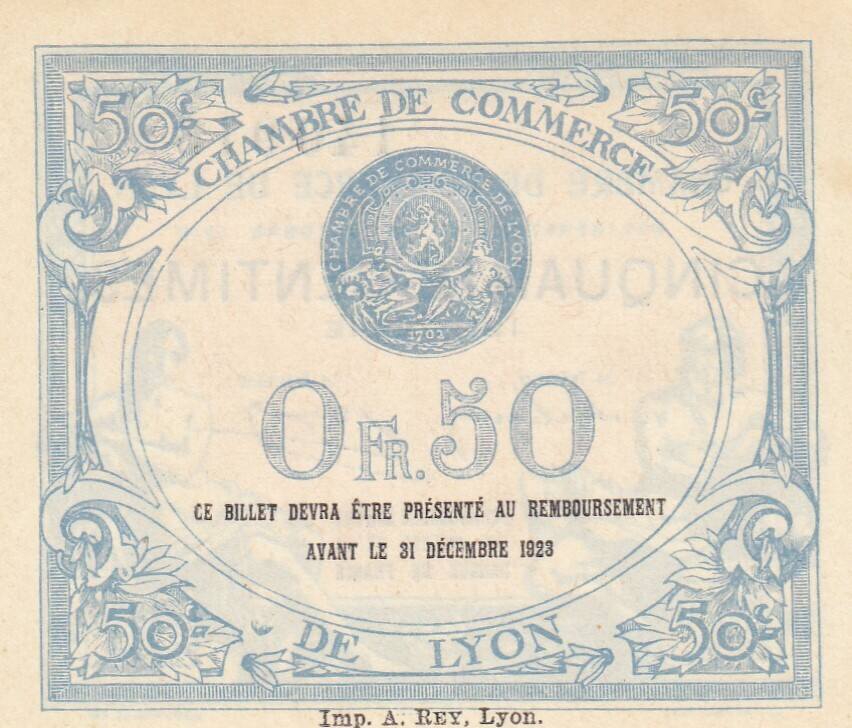 50c.
50c.
CHAMBRE DE COMMERCE
CHAMBRE DE COMMERCE DE LYON
1702
0 FR. 50
CE BILLET DEVRA ÊTRE PRÉSENTÉ AU REMBOURSEMENT
AVANT LE 31 DÉCEMBRE 1923
50c.
50c.
DE LYON
Imp. A. REY, Lyon.